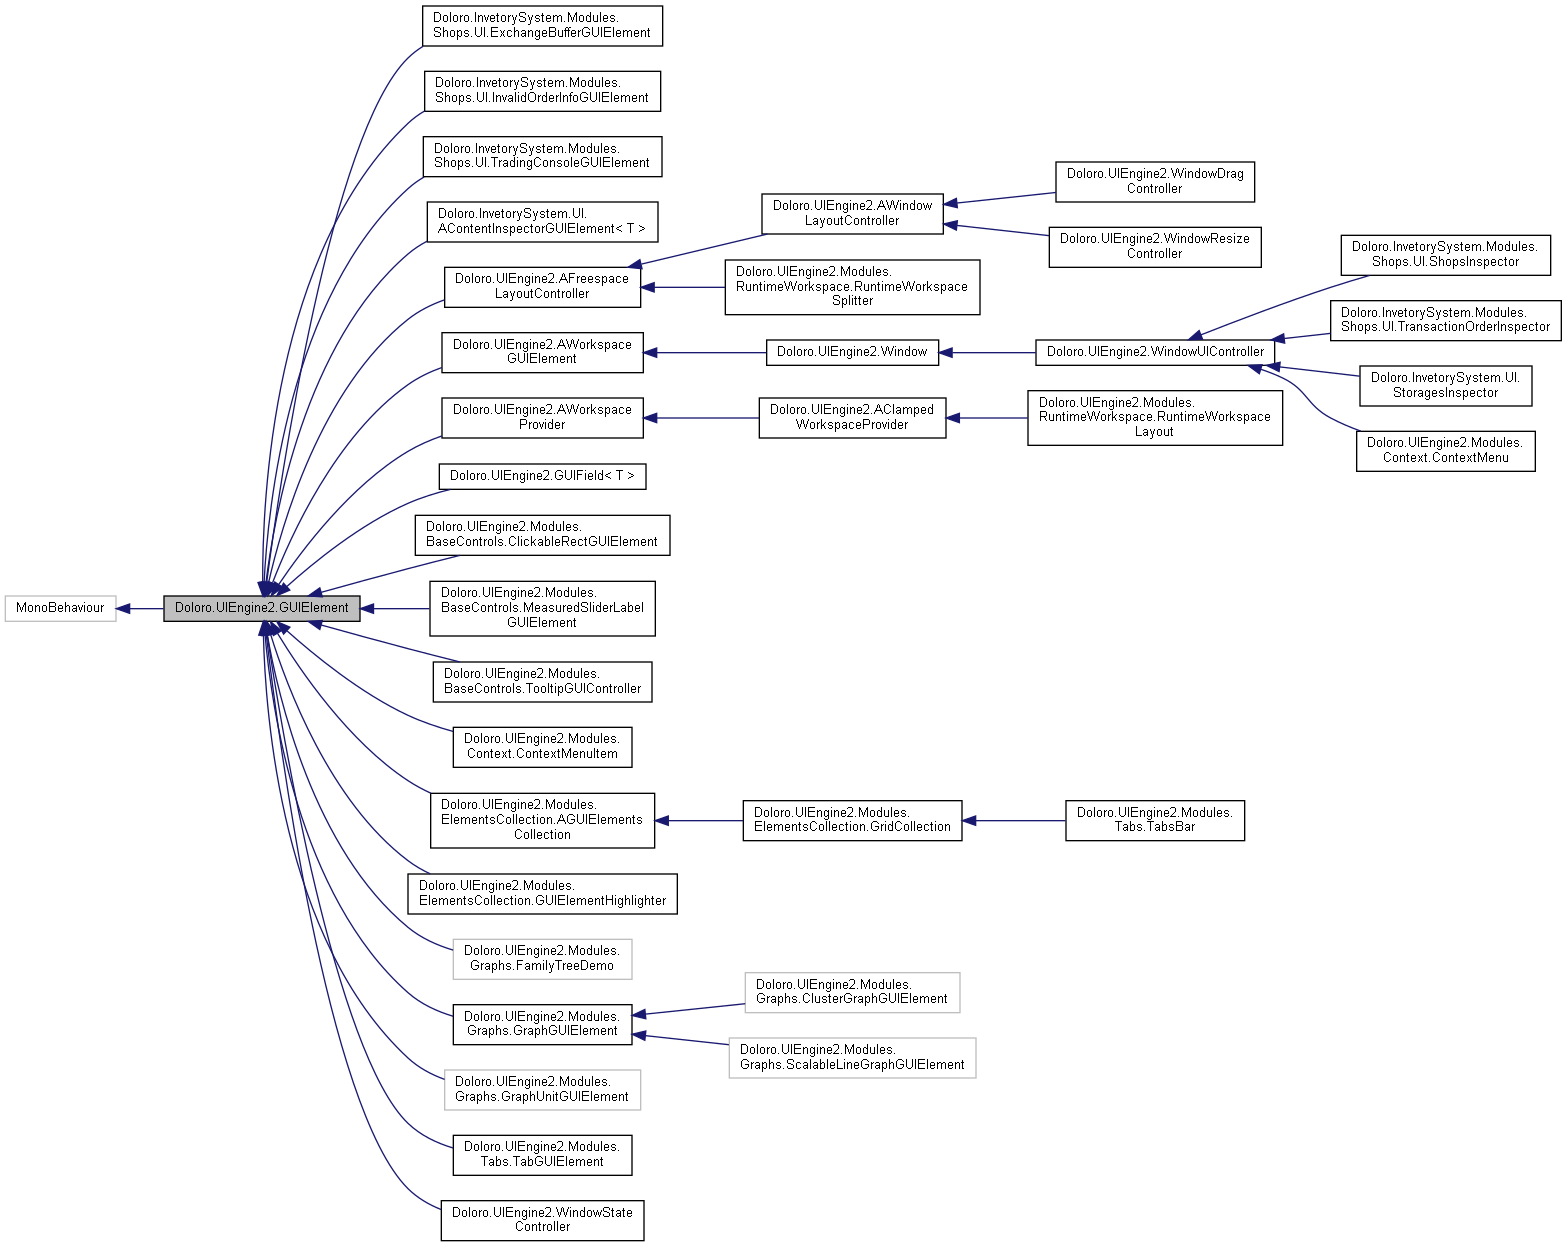 Doloro.InvetorySystem.Modules.
Shops.UI.ExchangeBufferGUIElement
Doloro.InvetorySystem.Modules.
Shops.UI.InvalidOrderInfoGUIElement
Doloro.InvetorySystem.Modules.
Shops.UI.TradingConsoleGUIElement
Doloro.InvetorySystem.UI.
AContentInspectorGUIElement< T >
Doloro.UIEngine2.AFreespace
LayoutController
Doloro.UIEngine2.AWindow
LayoutController
Doloro.UIEngine2.WindowDrag
Controller
Doloro.UIEngine2.WindowResize
Controller
Doloro.UIEngine2.Modules.
RuntimeWorkspace.RuntimeWorkspace
Splitter
Doloro.UIEngine2.AWorkspace
GUIElement
Doloro.UIEngine2.Window
Doloro.UIEngine2.WindowUIController
Doloro.InvetorySystem.Modules.
Shops.UI.ShopsInspector
Doloro.InvetorySystem.Modules.
Shops.UI.TransactionOrderInspector
Doloro.InvetorySystem.UI.
StoragesInspector
Doloro.UIEngine2.Modules.
Context.ContextMenu
Doloro.UIEngine2.AWorkspace
Provider
Doloro.UIEngine2.AClamped
WorkspaceProvider
Doloro.UIEngine2.Modules.
RuntimeWorkspace.RuntimeWorkspace
Layout
Doloro.UIEngine2.GUIField< T >
Doloro.UIEngine2.Modules.
BaseControls.ClickableRectGUIElement
MonoBehaviour
Doloro.UIEngine2.GUIElement
Doloro.UIEngine2.Modules.
BaseControls.MeasuredSliderLabel
GUIElement
Doloro.UIEngine2.Modules.
BaseControls.TooltipGUIController
Doloro.UIEngine2.Modules.
Context.ContextMenuItem
Doloro.UIEngine2.Modules.
ElementsCollection.AGUIElements
Collection
Doloro.UIEngine2.Modules.
ElementsCollection.GridCollection
Doloro.UIEngine2.Modules.
Tabs.TabsBar
Doloro.UIEngine2.Modules.
ElementsCollection.GUIElementHighlighter
Doloro.UIEngine2.Modules.
Graphs.FamilyTreeDemo
Doloro.UIEngine2.Modules.
Graphs.GraphGUIElement
Doloro.UIEngine2.Modules.
Graphs.ClusterGraphGUIElement
Doloro.UIEngine2.Modules.
Graphs.ScalableLineGraphGUIElement
Doloro.UIEngine2.Modules.
Graphs.GraphUnitGUIElement
Doloro.UIEngine2.Modules.
Tabs.TabGUIElement
Doloro.UIEngine2.WindowState
Controller